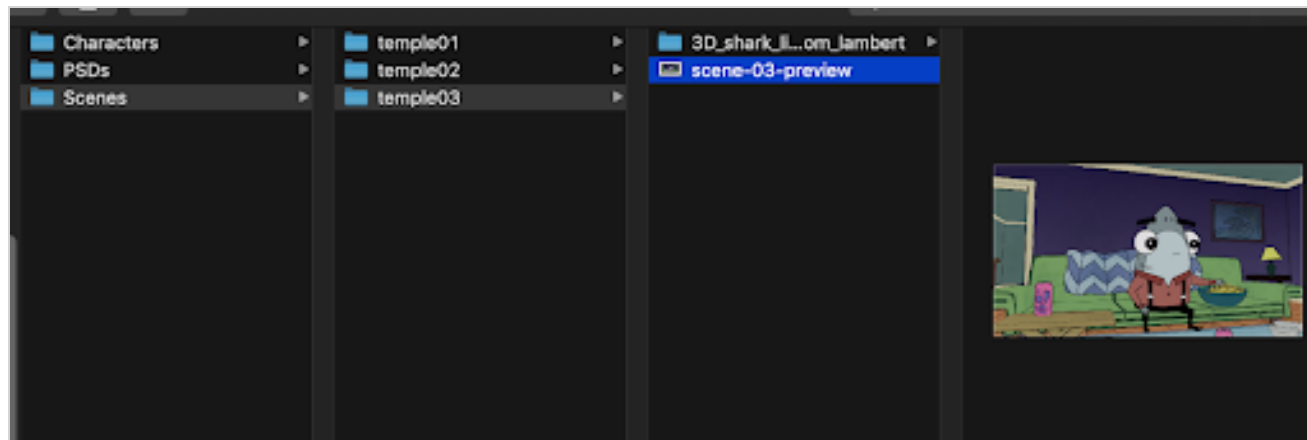 Characters
PSDs
Scenes
temple01
temple02
temple03
3D_shark_li...om_lambert
scene-03-preview